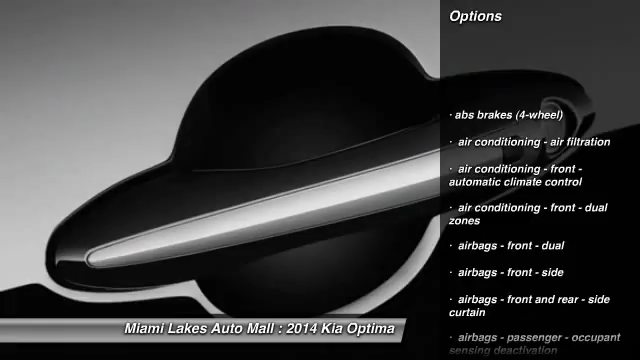 Options
· abs brakes (4-wheel)
· air conditioning - air filtration
· air conditioning - front -
automatic climate control
· air conditioning - front - dual
zones
· airbags - front - dual
· airbags - front - side
· airbags - front and rear - side
curtain
· airbags - passenger - occupant
sensing deactivation
Miami Lakes Auto Mall : 2014 Kia Optima